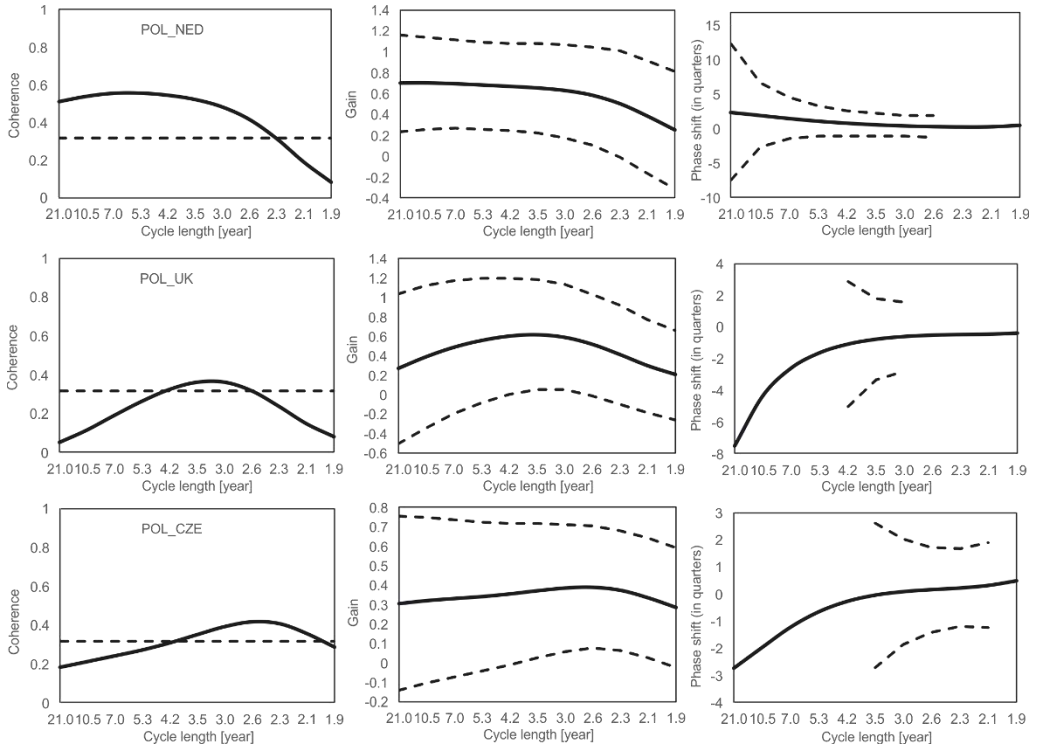 POL_NED
Coherence
1
0.8
0.6
0.4
0.2
0
21.0 10.5 7.0 5.3 4.2 3.5 3.0 2.6 2.3 2.1 1.9
Cycle length [year]
Gain
1.4
1.2
1
0.8
0.6
0.4
0.2
0
-0.2
-0.4
21.0 10.5 7.0 5.3 4.2 3.5 3.0 2.6 2.3 2.1 1.9
Cycle length [year]
Phase shift (in quarters)
15
10
5
0
-5
-10
21.0 10.5 7.0 5.3 4.2 3.5 3.0 2.6 2.3 2.1 1.9
Cycle length [year]
POL_UK
Coherence
1
0.8
0.6
0.4
0.2
0
21.0 10.5 7.0 5.3 4.2 3.5 3.0 2.6 2.3 2.1 1.9
Cycle length [year]
Gain
1.4
1.2
1
0.8
0.6
0.4
0.2
0
-0.2
-0.4
-0.6
21.0 10.5 7.0 5.3 4.2 3.5 3.0 2.6 2.3 2.1 1.9
Cycle length [year]
Phase shift (in quarters)
4
2
0
-2
-4
-6
-8
21.0 10.5 7.0 5.3 4.2 3.5 3.0 2.6 2.3 2.1 1.9
Cycle length [year]
POL_CZE
Coherence
1
0.8
0.6
0.4
0.2
0
21.0 10.5 7.0 5.3 4.2 3.5 3.0 2.6 2.3 2.1 1.9
Cycle length [year]
Gain
0.8
0.7
0.6
0.5
0.4
0.3
0.2
0.1
0
-0.1
-0.2
21.0 10.5 7.0 5.3 4.2 3.5 3.0 2.6 2.3 2.1 1.9
Cycle length [year]
Phase shift (in quarters)
3
2
1
0
-1
-2
-3
-4
21.0 10.5 7.0 5.3 4.2 3.5 3.0 2.6 2.3 2.1 1.9
Cycle length [year]